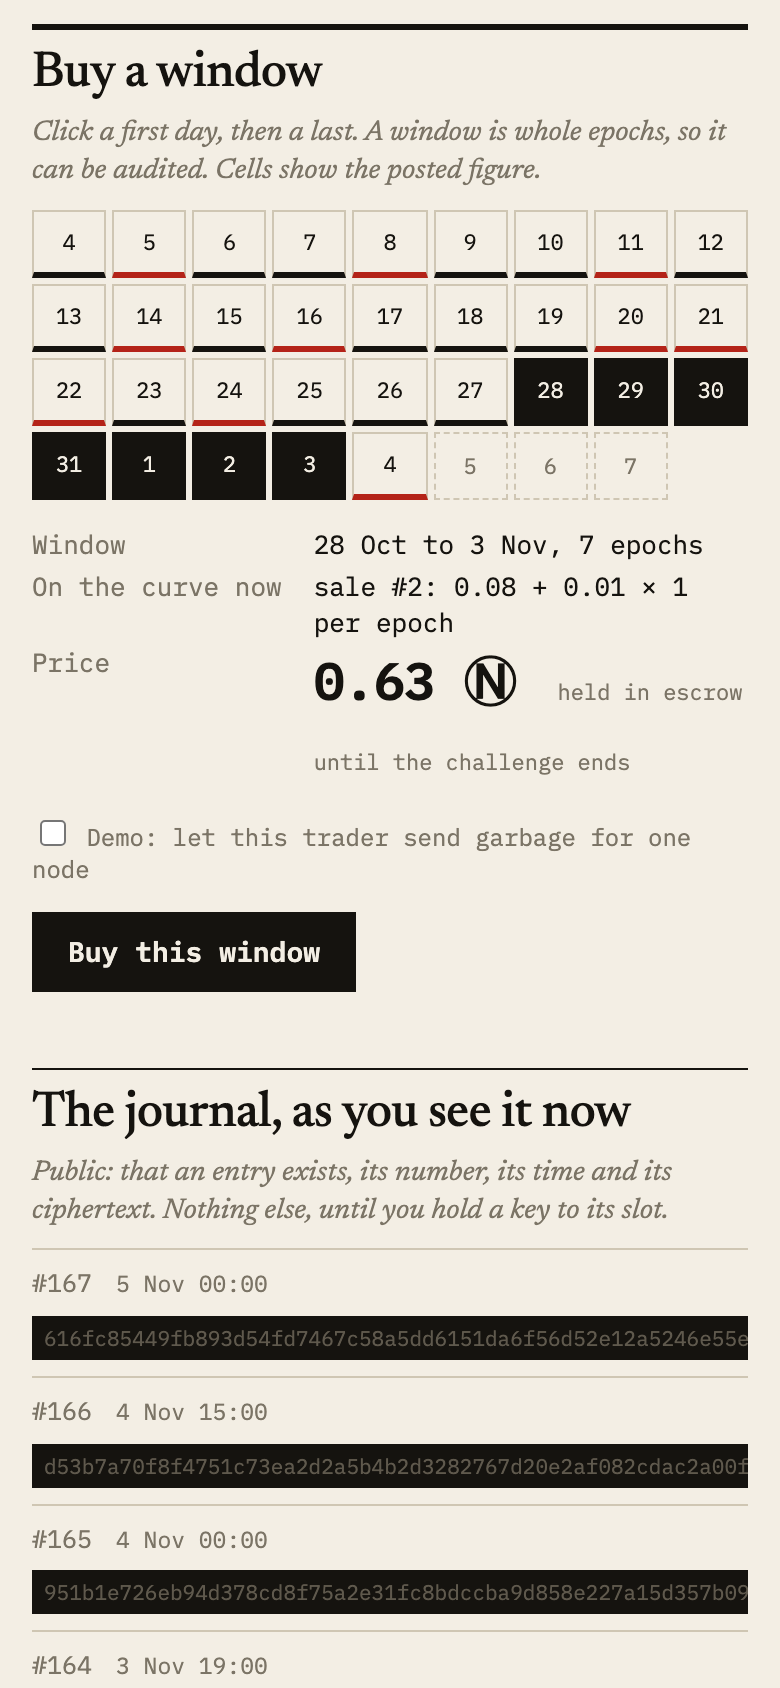 Buy a window
Click a first day, then a last. A window is whole epochs, so it
can be audited. Cells show the posted figure.
4 5 6 7 8 9 10 11 12
13 14 15 16 17 18 19 20 21
22 23 24 25 26 27 28 29 30
31 1 2 3 4 5 6 7
Window 28 Oct to 3 Nov, 7 epochs
On the curve now sale #2: 0.08 + 0.01 × 1
per epoch
Price 0.63 Ⓝ held in escrow
until the challenge ends
Demo: let this trader send garbage for one
node
Buy this window
The journal, as you see it now
Public: that an entry exists, its number, its time and its
ciphertext. Nothing else, until you hold a key to its slot.
#167 5 Nov 00:00
616fc85449fb893d54fd7467c58a5dd6151da6f56d52e12a5246e55e
#166 4 Nov 15:00
d53b7a70f8f4751c73ea2d2a5b4b2d3282767d20e2af082cdac2a00f
#165 4 Nov 00:00
951b1e726eb94d378cd8f75a2e31fc8bdccba9d858e227a15d357b09
#164 3 Nov 19:00